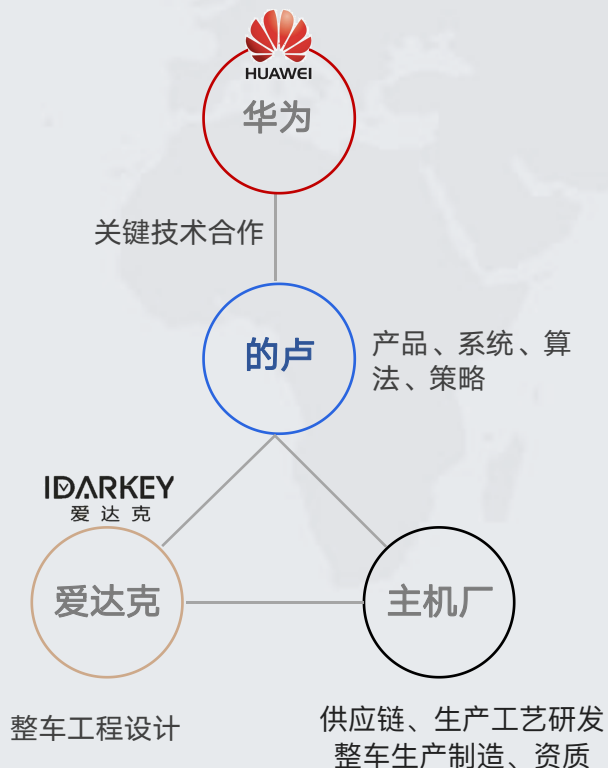 HUAWEI
华为
关键技术合作
的卢
产品、系统、算
法、策略
IDARKEY
爱达克
爱达克
主机厂
整车工程设计
供应链、生产工艺研发
整车生产制造、资质